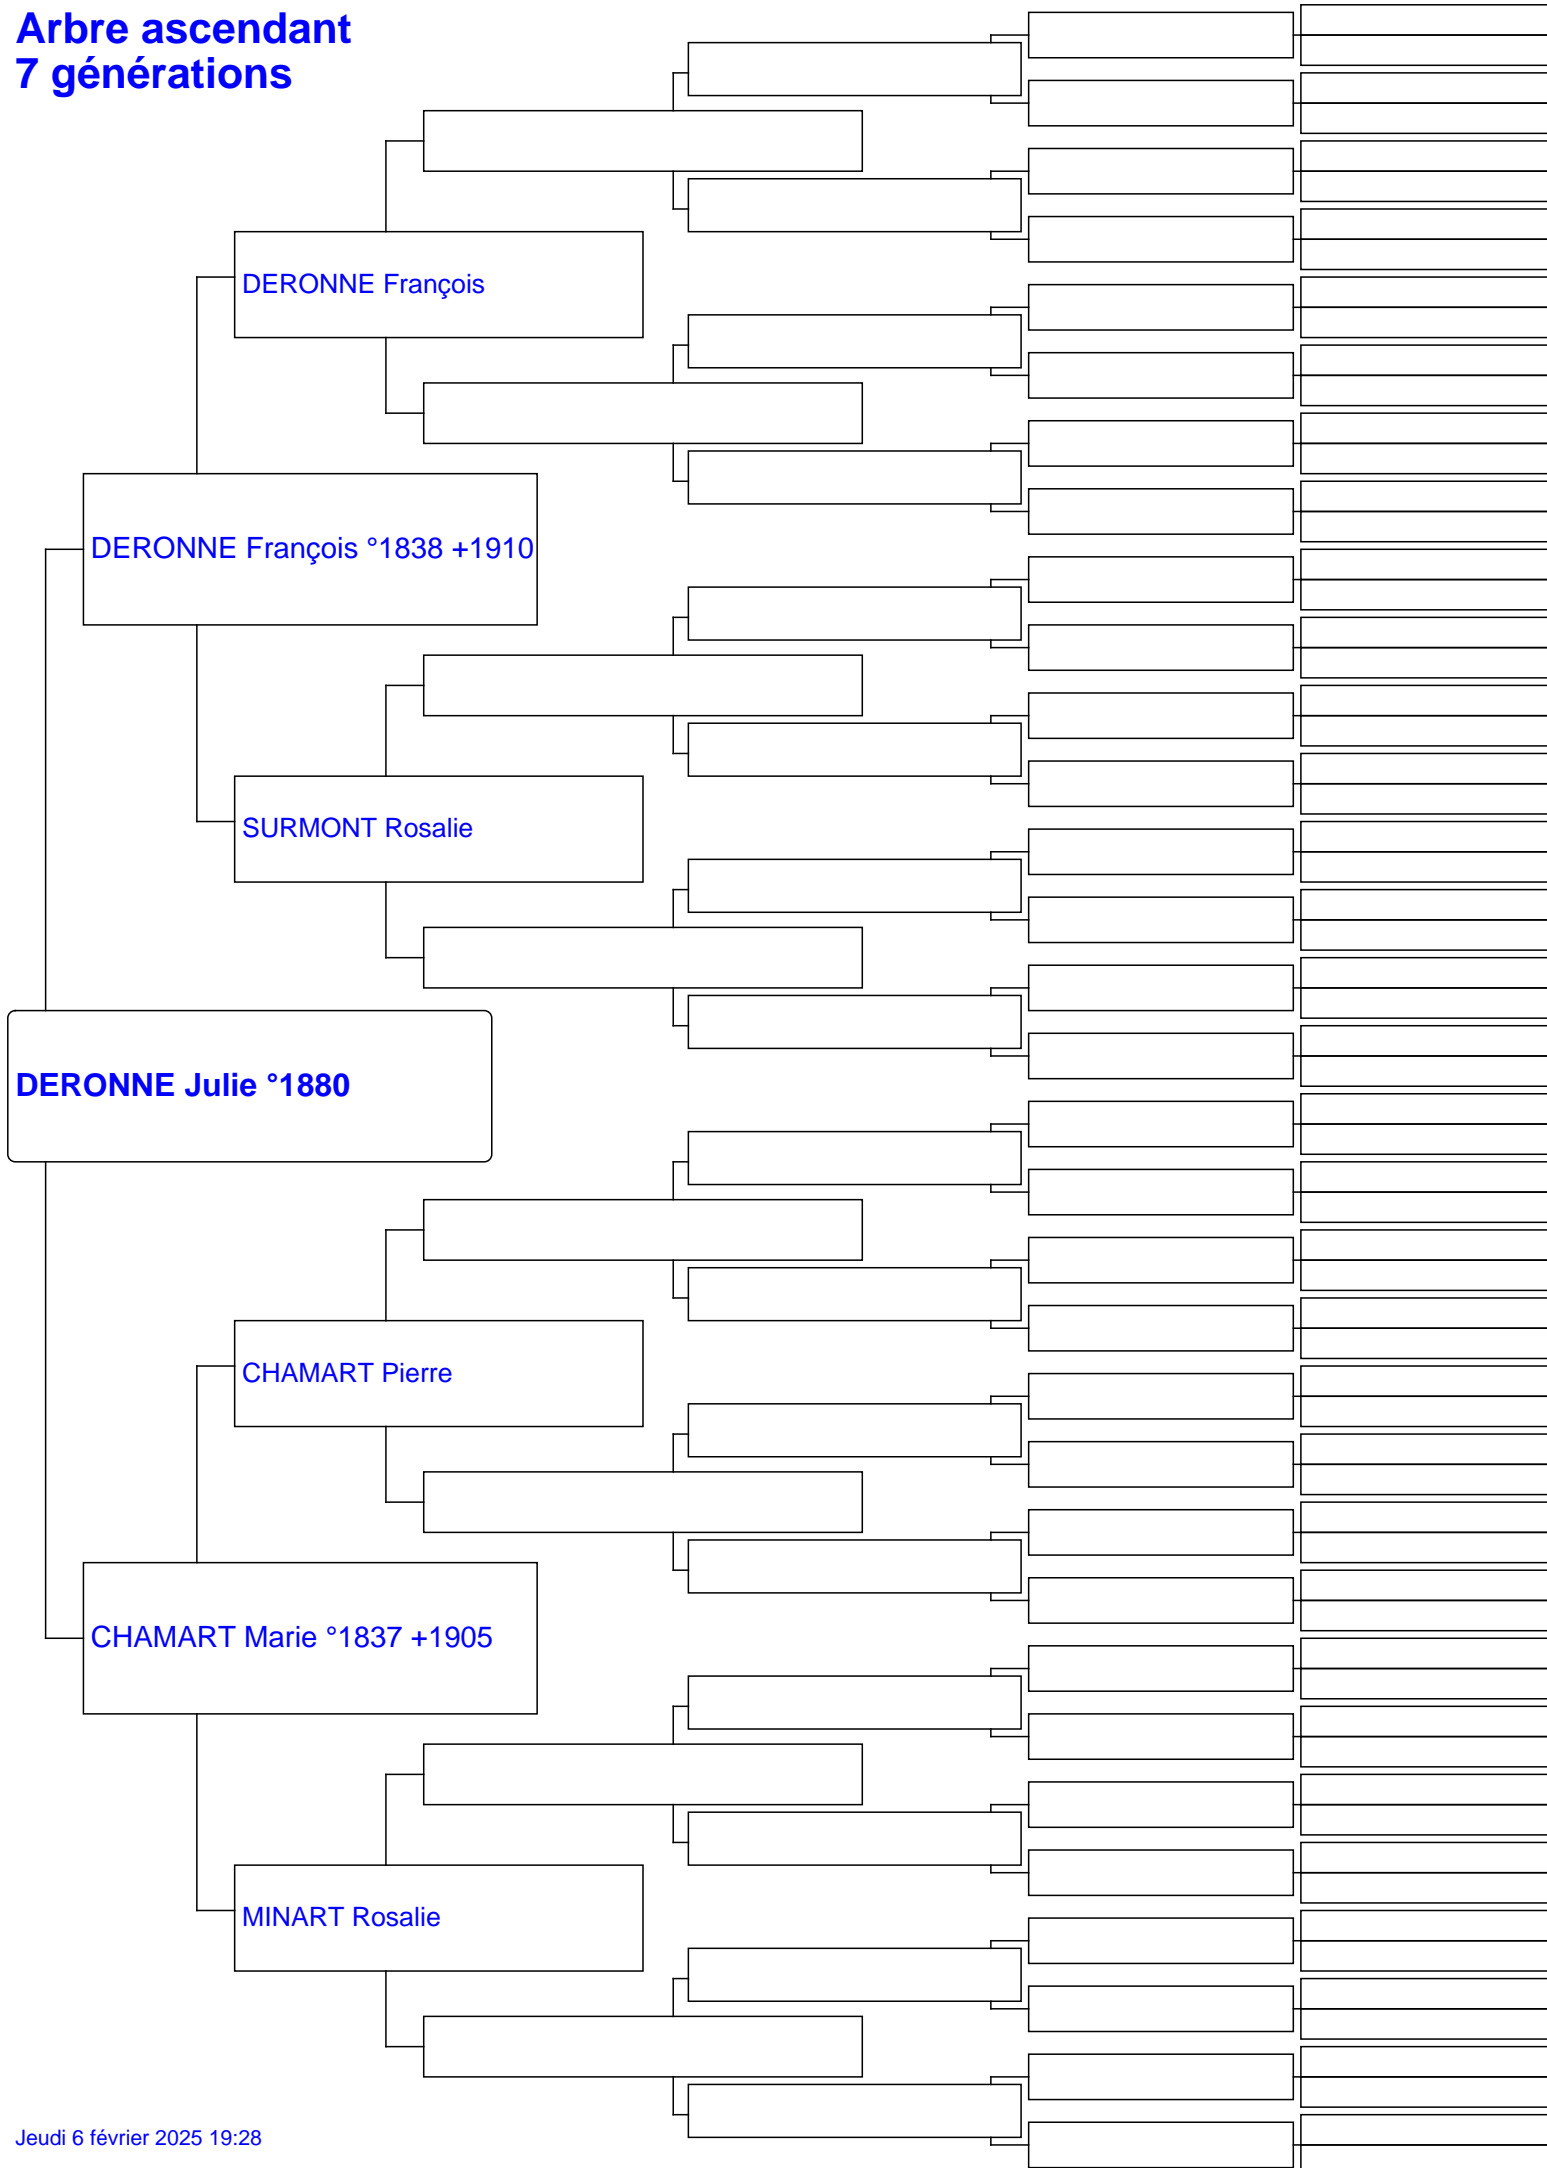 Arbre ascendant
7 générations
DERONNE François
DERONNE François °1838 +1910
SURMONT Rosalie
DERONNE Julie °1880
CHAMART Pierre
CHAMART Marie °1837 +1905
MINART Rosalie
Jeudi 6 février 2025 19:28